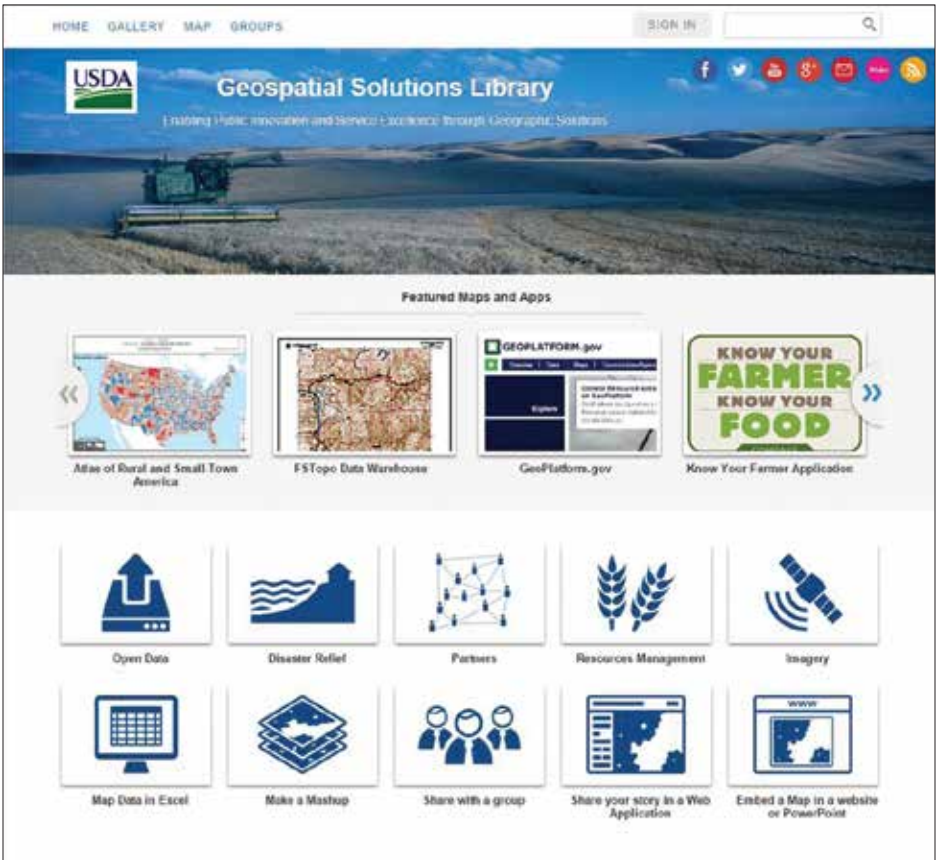 HOME GALLERY MAP GROUPS SIGN IN
USDA
Geospatial Solutions Library
Enabling Public Innovation and Service Excellence through Geographic Solutions
Featured Maps and Apps
GEOPLATFORM.gov
Explore
KNOW YOUR
FARMER
KNOW YOUR
FOOD
Atlas of Rural and Small-Town
America
FSTopo Data Warehouse
GeoPlatform.gov
Know Your Farmer Application
Open Data
Disaster Relief
Partners
Resources Management
Imagery
WWW
Map Data in Excel
Make a Mashup
Share with a group
Share your story in a Web
Application
Embed a Map in a website
or PowerPoint